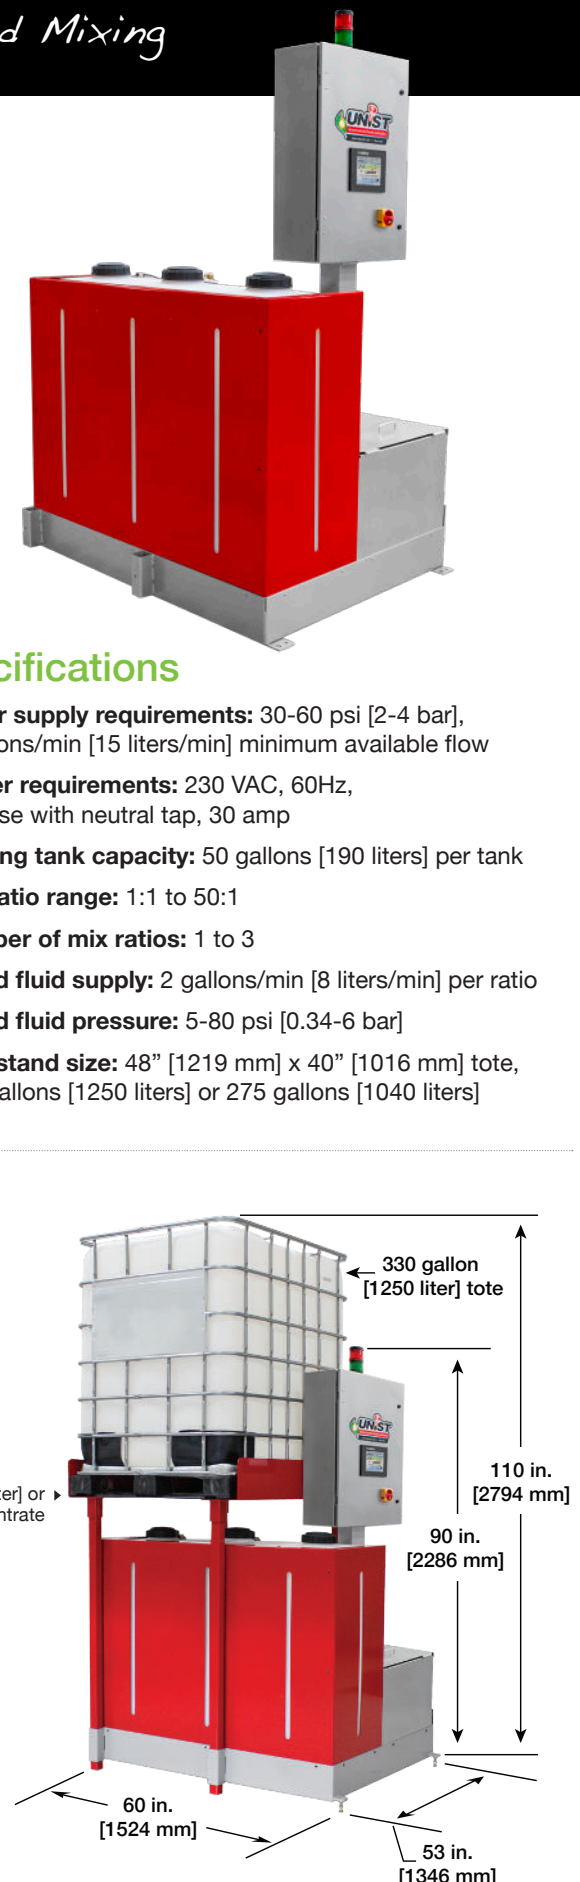 d Mixing
UNIST
cifications
r supply requirements: 30-60 psi [2-4 bar],
ons/min [15 liters/min] minimum available flow
er requirements: 230 VAC, 60Hz,
se with neutral tap, 30 amp
ng tank capacity: 50 gallons [190 liters] per tank
atio range: 1:1 to 50:1
ber of mix ratios: 1 to 3
d fluid supply: 2 gallons/min [8 liters/min] per ratio
d fluid pressure: 5-80 psi [0.34-6 bar]
stand size: 48” [1219 mm] x 40” [1016 mm] tote,
allons [1250 liters] or 275 gallons [1040 liters]
330 gallon
[1250 liter] tote
UNIST
ter] or
ntrate
110 in.
[2794 mm]
90 in.
[2286 mm]
60 in.
[1524 mm]
53 in.
[1346 mm]